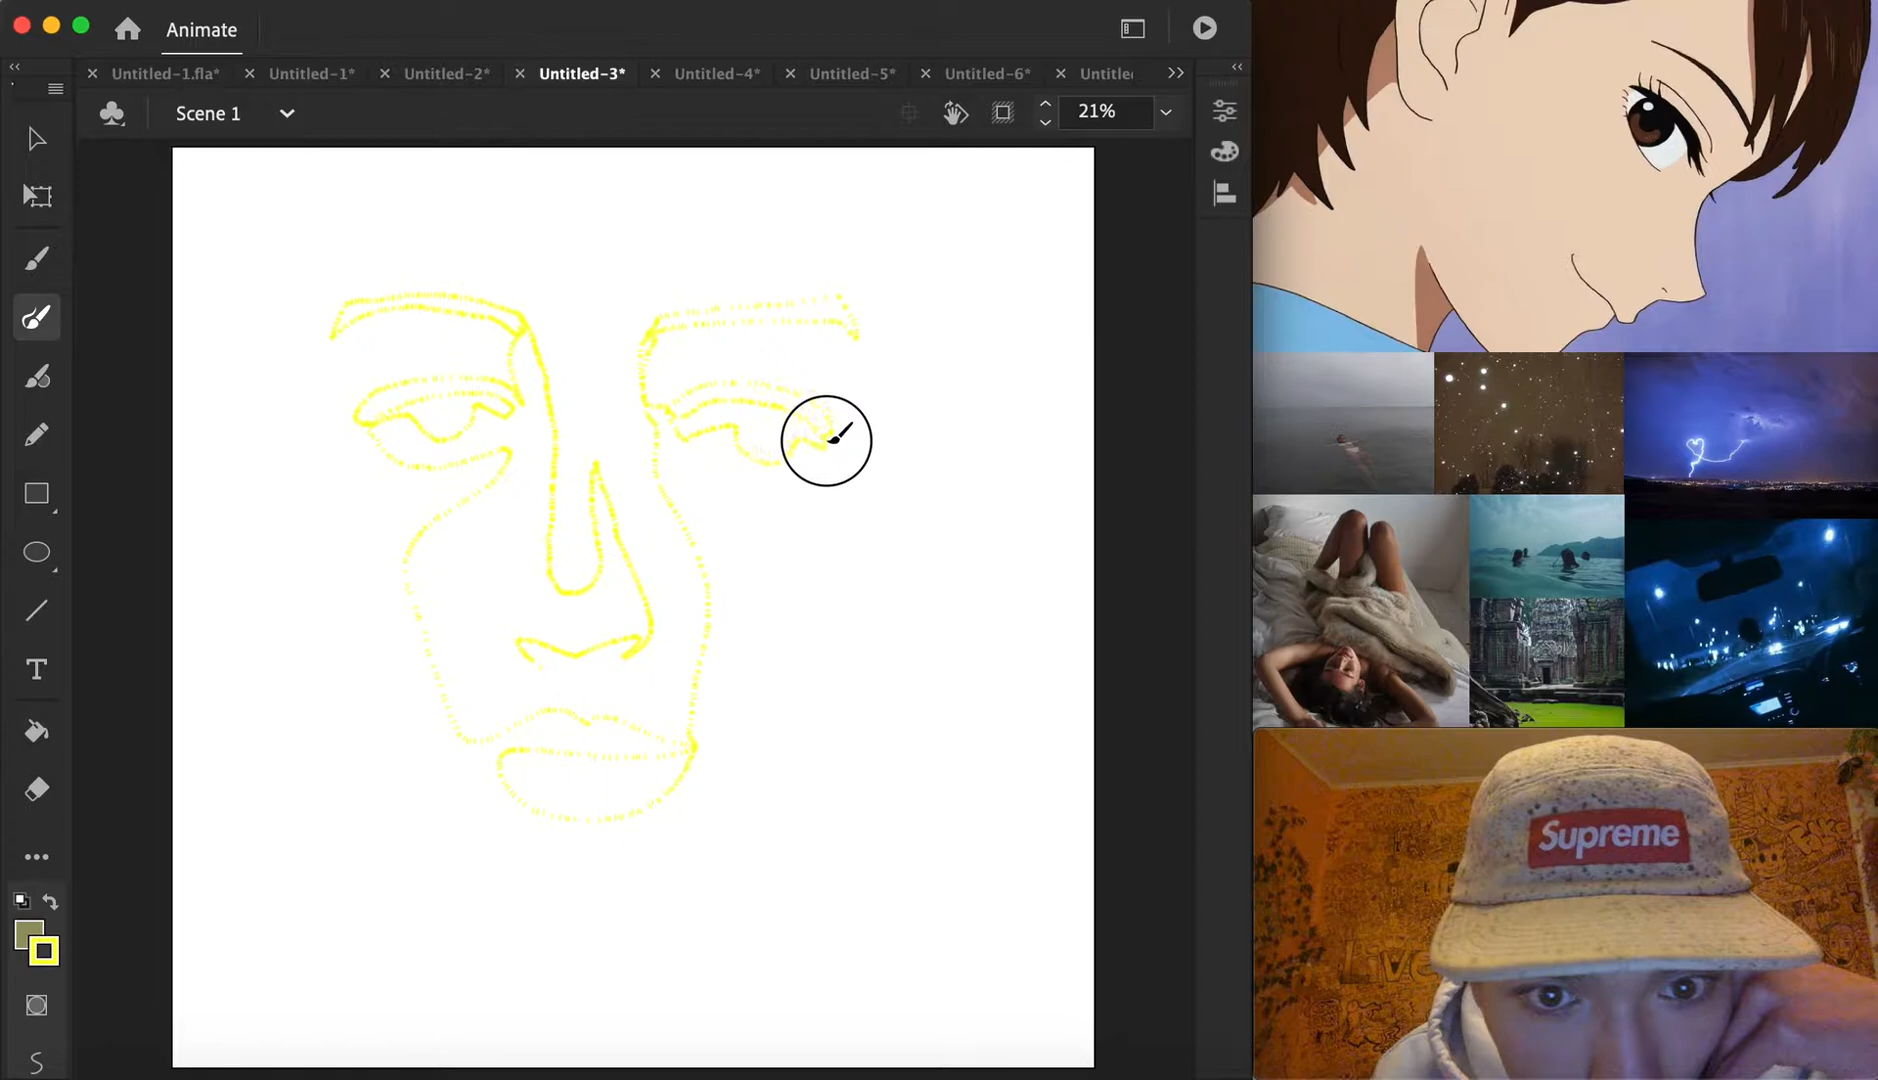 Animate
Untitled-1.fla*
Untitled-1*
Untitled-2*
Untitled-3*
Untitled-4*
Untitled-5*
Untitled-6*
Scene 1
21%
T
Supreme
LIVE